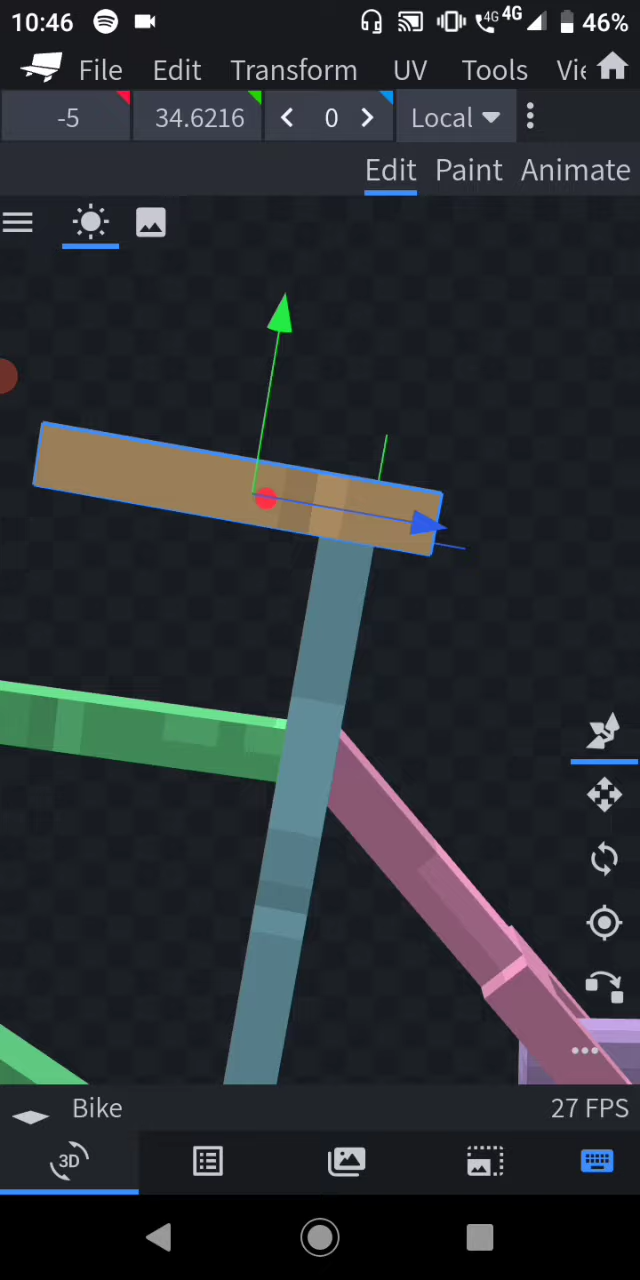 10:46 4G 4G 46%
File Edit Transform UV Tools Vie
-5 34.6216 0 Local
Edit Paint Animate
Bike 27 FPS
3D